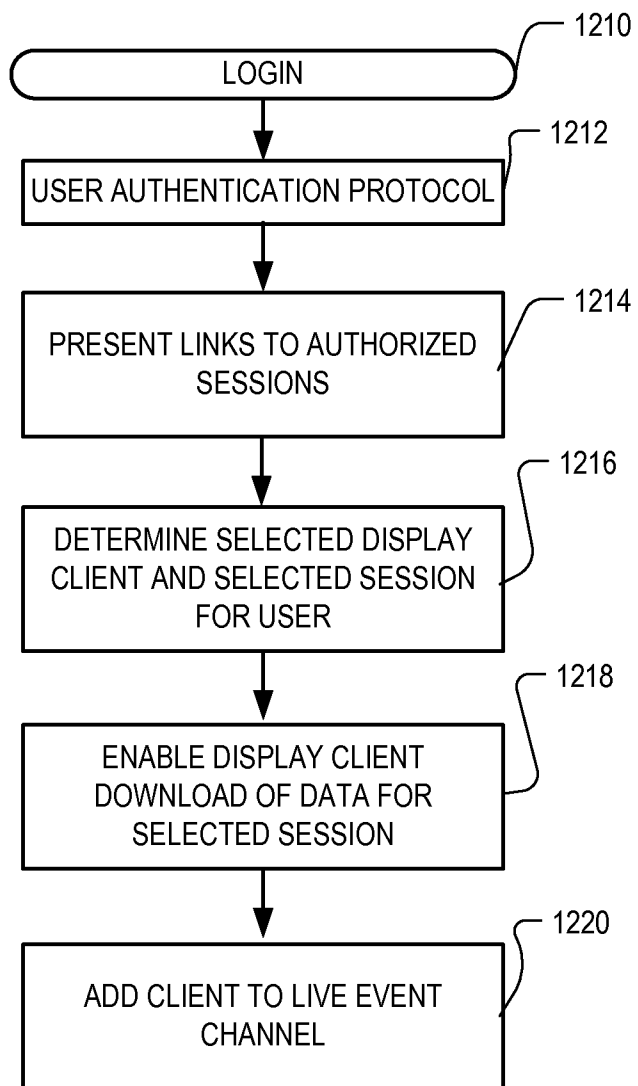 1210
LOGIN
1212
USER AUTHENTICATION PROTOCOL
1214
PRESENT LINKS TO AUTHORIZED
SESSIONS
1216
DETERMINE SELECTED DISPLAY
CLIENT AND SELECTED SESSION
FOR USER
1218
ENABLE DISPLAY CLIENT
DOWNLOAD OF DATA FOR
SELECTED SESSION
1220
ADD CLIENT TO LIVE EVENT
CHANNEL